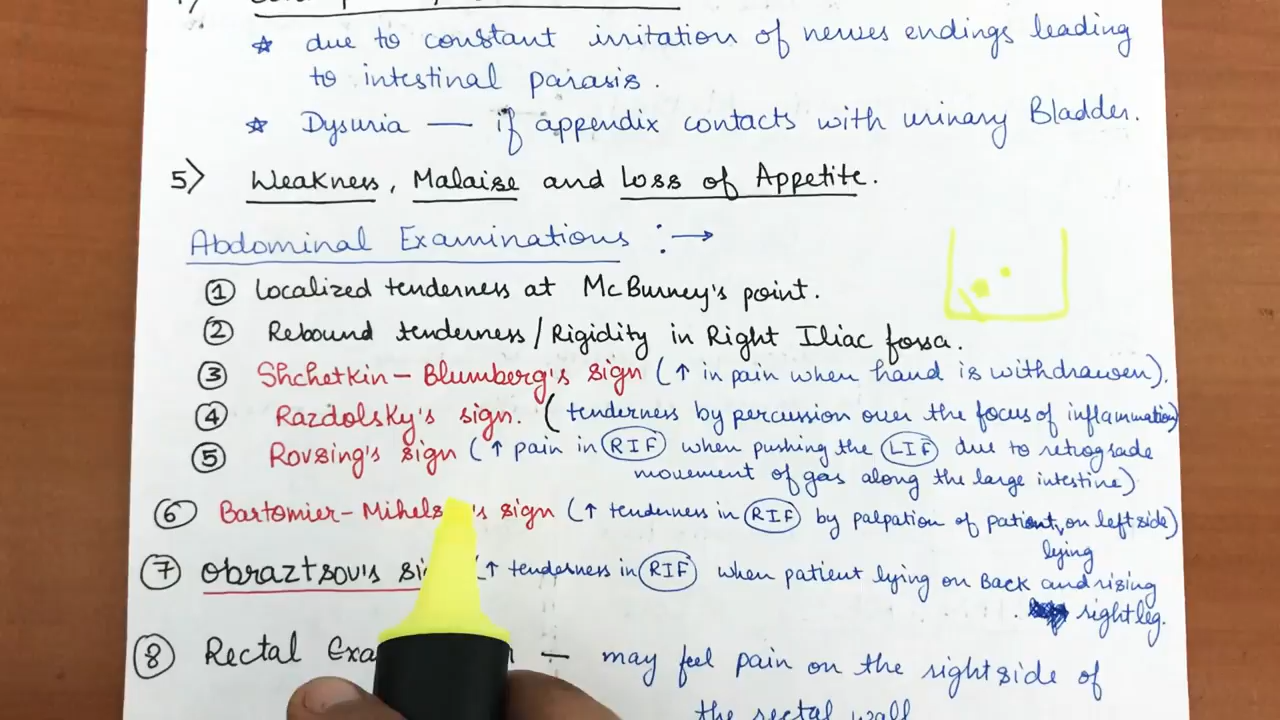 ★ due to constant irritation of nerves endings leading
to intestinal parasis.
★ Dysuria — if appendix contacts with urinary Bladder.
5> Weakness, Malaise and Loss of Appetite.
Abdominal Examinations :→
① Localized tenderness at McBurney's point.
② Rebound tenderness/Rigidity in Right Iliac fossa.
③ Shchetkin-Blumberg's sign (↑ in pain when hand is withdrawen).
④ Razdolsky's sign. (tenderness by percussion over the focus of inflammation)
⑤ Rovsing's sign (↑ pain in RIF when pushing the LIF due to retrograde
movement of gas along the large intestine)
⑥ Bartomier-Mihels 's sign (↑ tenderness in RIF by palpation of patient lying on left side)
⑦ Obraztsov's (↑ tenderness in RIF when patient lying on Back and rising
right leg.
⑧ Rectal — may feel pain on the right side of
the rectal wall